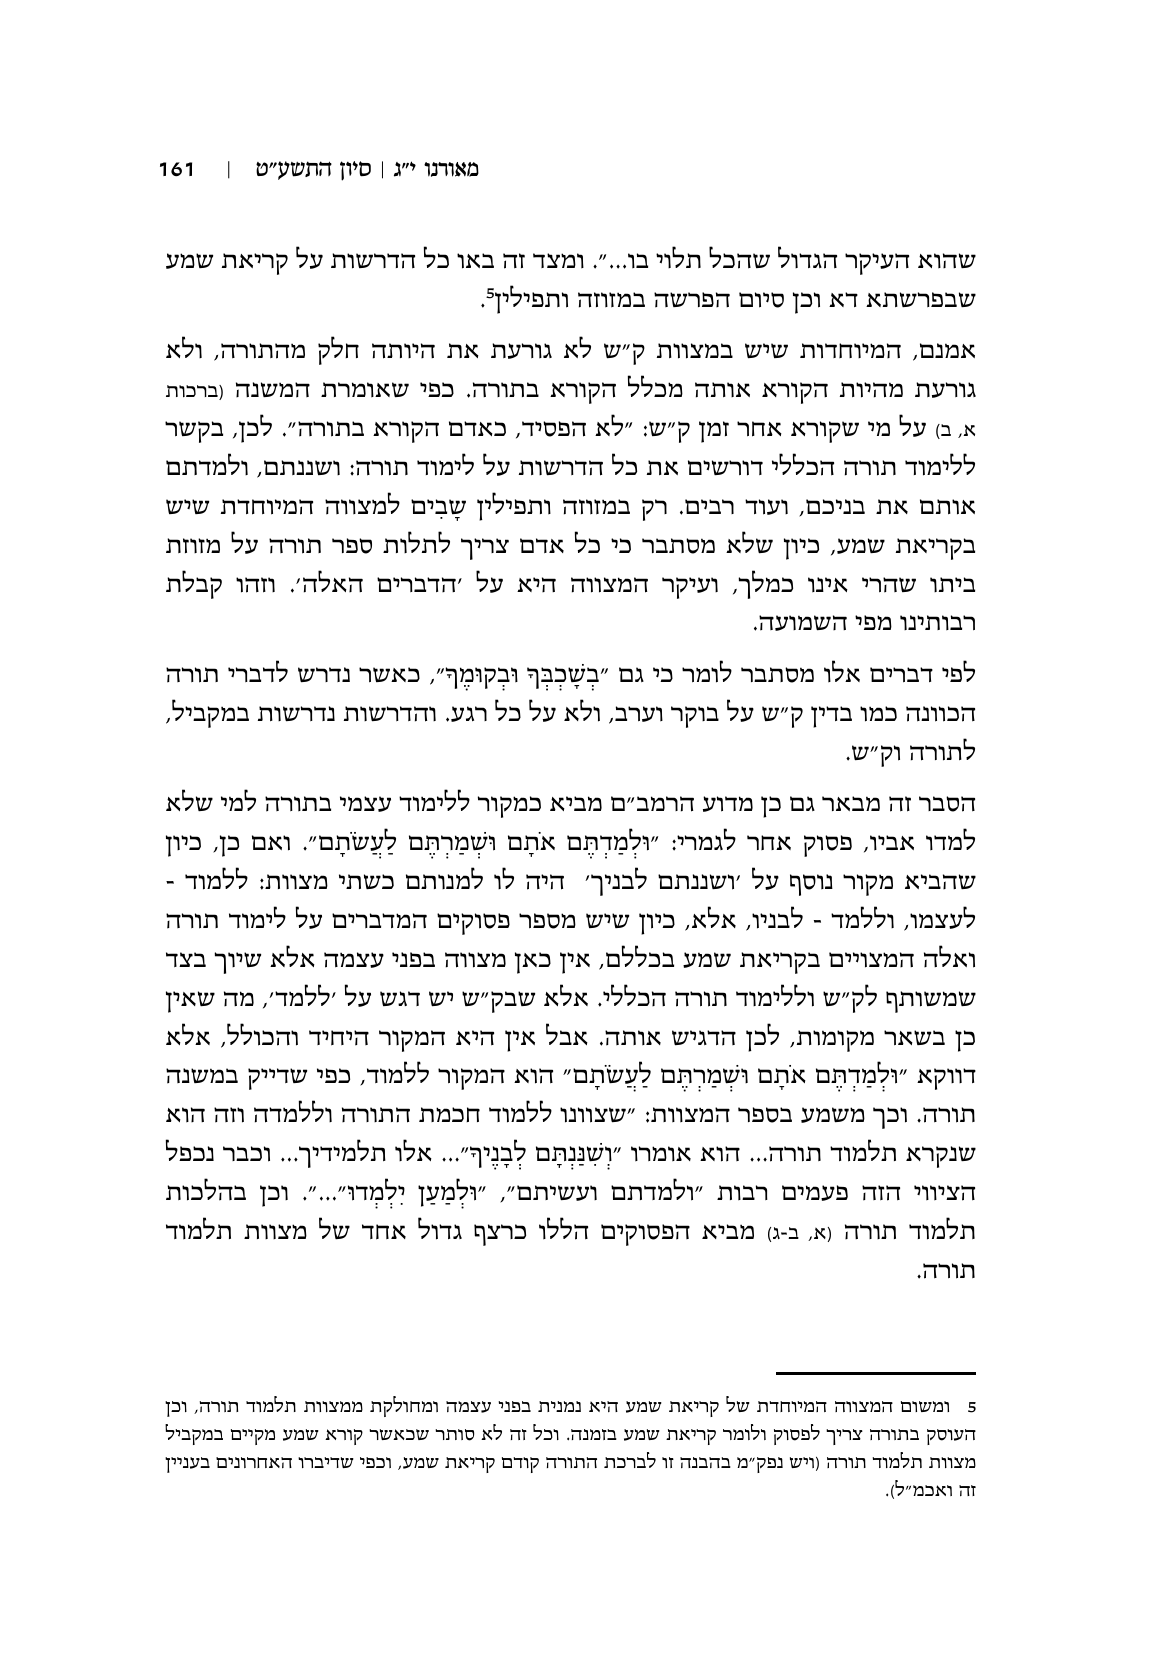 מאורנו י״ג | סיון התשע״ט | 161
שהוא העיקר הגדול שהכל תלוי בו...״. ומצד זה באו כל הדרשות על קריאת שמע
שבפרשתא דא וכן סיום הפרשה במזוזה ותפילין5.
אמנם, המיוחדות שיש במצוות ק״ש לא גורעת את היותה חלק מהתורה, ולא
גורעת מהיות הקורא אותה מכלל הקורא בתורה. כפי שאומרת המשנה (ברכות
א, ב) על מי שקורא אחר זמן ק״ש: ״לא הפסיד, כאדם הקורא בתורה״. לכן, בקשר
ללימוד תורה הכללי דורשים את כל הדרשות על לימוד תורה: ושננתם, ולמדתם
אותם את בניכם, ועוד רבים. רק במזוזה ותפילין שָבִים למצווה המיוחדת שיש
בקריאת שמע, כיון שלא מסתבר כי כל אדם צריך לתלות ספר תורה על מזוזת
ביתו שהרי אינו כמלך, ועיקר המצווה היא על ׳הדברים האלה׳. וזהו קבלת
רבותינו מפי השמועה.
לפי דברים אלו מסתבר לומר כי גם ״בְשָׁכְבְּךָ וּבְקוּמֶךָ״, כאשר נדרש לדברי תורה
הכוונה כמו בדין ק״ש על בוקר וערב, ולא על כל רגע. והדרשות נדרשות במקביל,
לתורה וק״ש.
הסבר זה מבאר גם כן מדוע הרמב״ם מביא כמקור ללימוד עצמי בתורה למי שלא
למדו אביו, פסוק אחר לגמרי: ״וּלְמַדְתֶּם אֹתָם וּשְׁמַרְתֶּם לַעֲשֹׂתָם״. ואם כן, כיון
שהביא מקור נוסף על ׳ושננתם לבניך׳ היה לו למנותם כשתי מצוות: ללמוד -
לעצמו, וללמד - לבניו, אלא, כיון שיש מספר פסוקים המדברים על לימוד תורה
ואלה המצויים בקריאת שמע בכללם, אין כאן מצווה בפני עצמה אלא שיוך בצד
שמשותף לק״ש וללימוד תורה הכללי. אלא שבק״ש יש דגש על ׳ללמד׳, מה שאין
כן בשאר מקומות, לכן הדגיש אותה. אבל אין היא המקור היחיד והכולל, אלא
דווקא ״וּלְמַדְתֶּם אֹתָם וּשְׁמַרְתֶּם לַעֲשֹׂתָם״ הוא המקור ללמוד, כפי שדייק במשנה
תורה. וכך משמע בספר המצוות: ״שצוונו ללמוד חכמת התורה וללמדה וזה הוא
שנקרא תלמוד תורה... הוא אומרו ״וְשִׁנַּנְתָּם לְבָנֶיךָ״... אלו תלמידיך... וכבר נכפל
הציווי הזה פעמים רבות ״ולמדתם ועשיתם״, ״וּלְמַעַן יִלְמְדוּ״...״. וכן בהלכות
תלמוד תורה (א, ב-ג) מביא הפסוקים הללו כרצף גדול אחד של מצוות תלמוד
תורה.
5 ומשום המצווה המיוחדת של קריאת שמע היא נמנית בפני עצמה ומחולקת ממצוות תלמוד תורה, וכן
העוסק בתורה צריך לפסוק ולומר קריאת שמע בזמנה. וכל זה לא סותר שכאשר קורא שמע מקיים במקביל
מצוות תלמוד תורה (ויש נפק״מ בהבנה זו לברכת התורה קודם קריאת שמע, וכפי שדיברו האחרונים בעניין
זה ואכמ״ל).